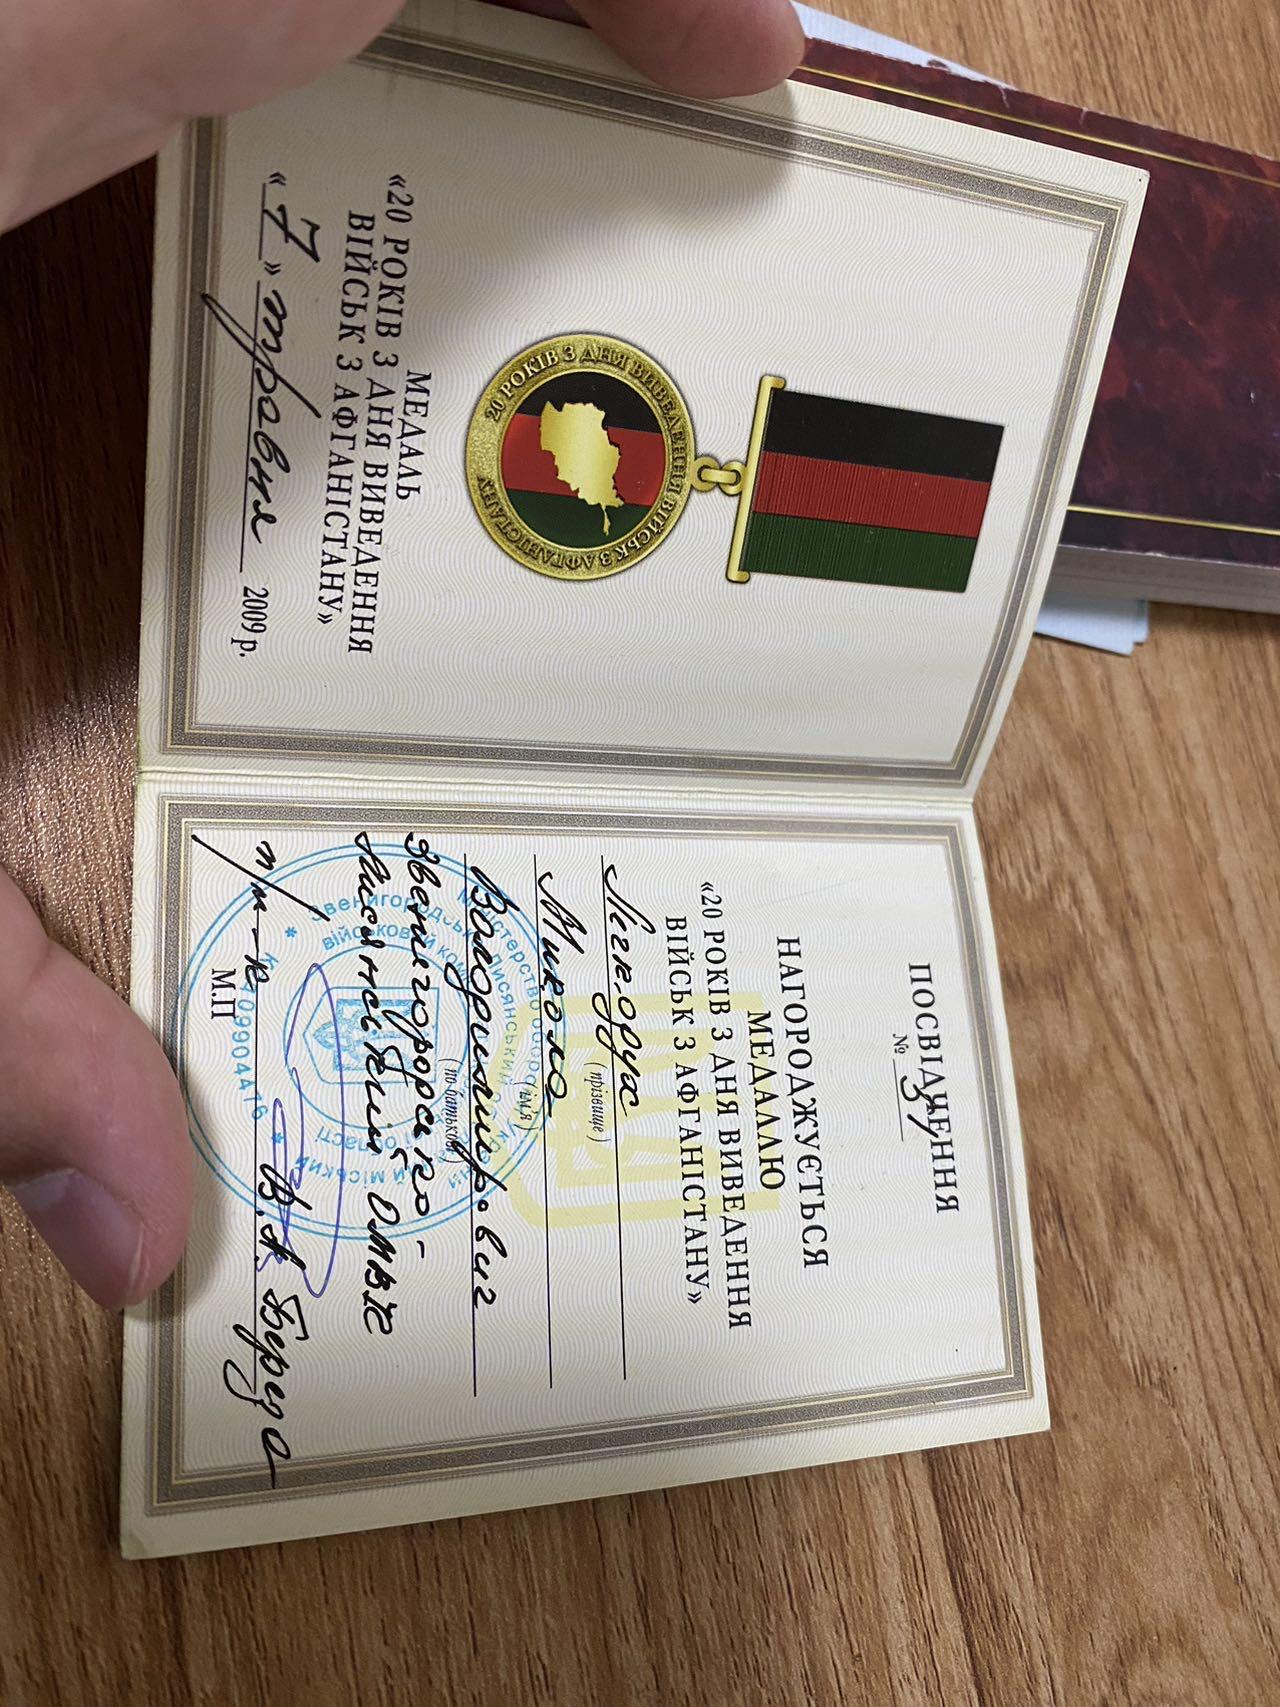 20 РОКІВ З ДНЯ ВИВЕДЕННЯ ВІЙСЬК З АФГАНІСТАНУ
МЕДАЛЬ
«20 РОКІВ З ДНЯ ВИВЕДЕННЯ
ВІЙСЬК З АФГАНІСТАНУ»
« 7 » травня 2009 р.
ПОСВІДЧЕННЯ
№ 37
НАГОРОДЖУЄТЬСЯ
МЕДАЛЛЮ
«20 РОКІВ З ДНЯ ВИВЕДЕННЯ
ВІЙСЬК З АФГАНІСТАНУ»
(прізвище)
Микола
(ім'я)
Володимирович
(по батькові)
Звенигородсько-
Лисянський ОМВК
п/п-к В.А. Береза
М.П